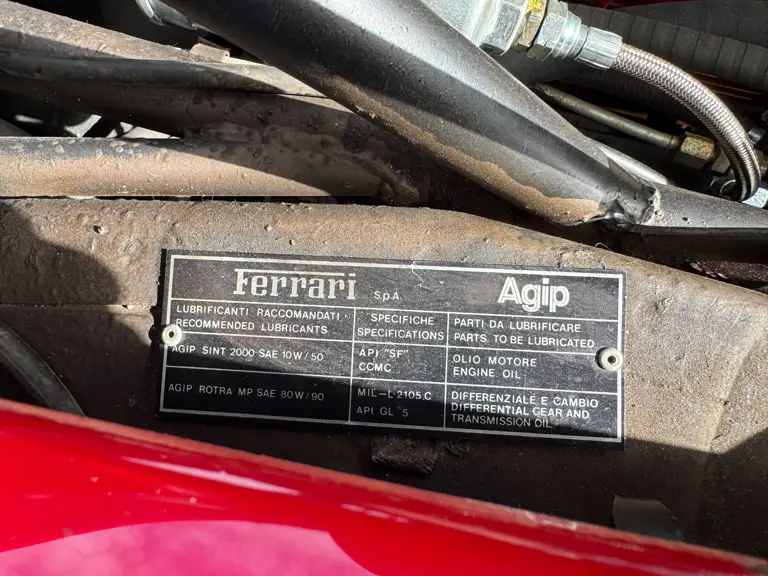 Ferrari S.p.A. Agip
LUBRIFICANTI RACCOMANDATI
RECOMMENDED LUBRICANTS
SPECIFICHE
SPECIFICATIONS
PARTI DA LUBRIFICARE
PARTS TO BE LUBRICATED
AGIP SINT 2000 SAE 10W/50
API "SF"
CCMC
OLIO MOTORE
ENGINE OIL
AGIP ROTRA MP SAE 80W/90
MIL-L-2105 C
API GL 5
DIFFERENZIALE E CAMBIO
DIFFERENTIAL GEAR AND
TRANSMISSION OIL